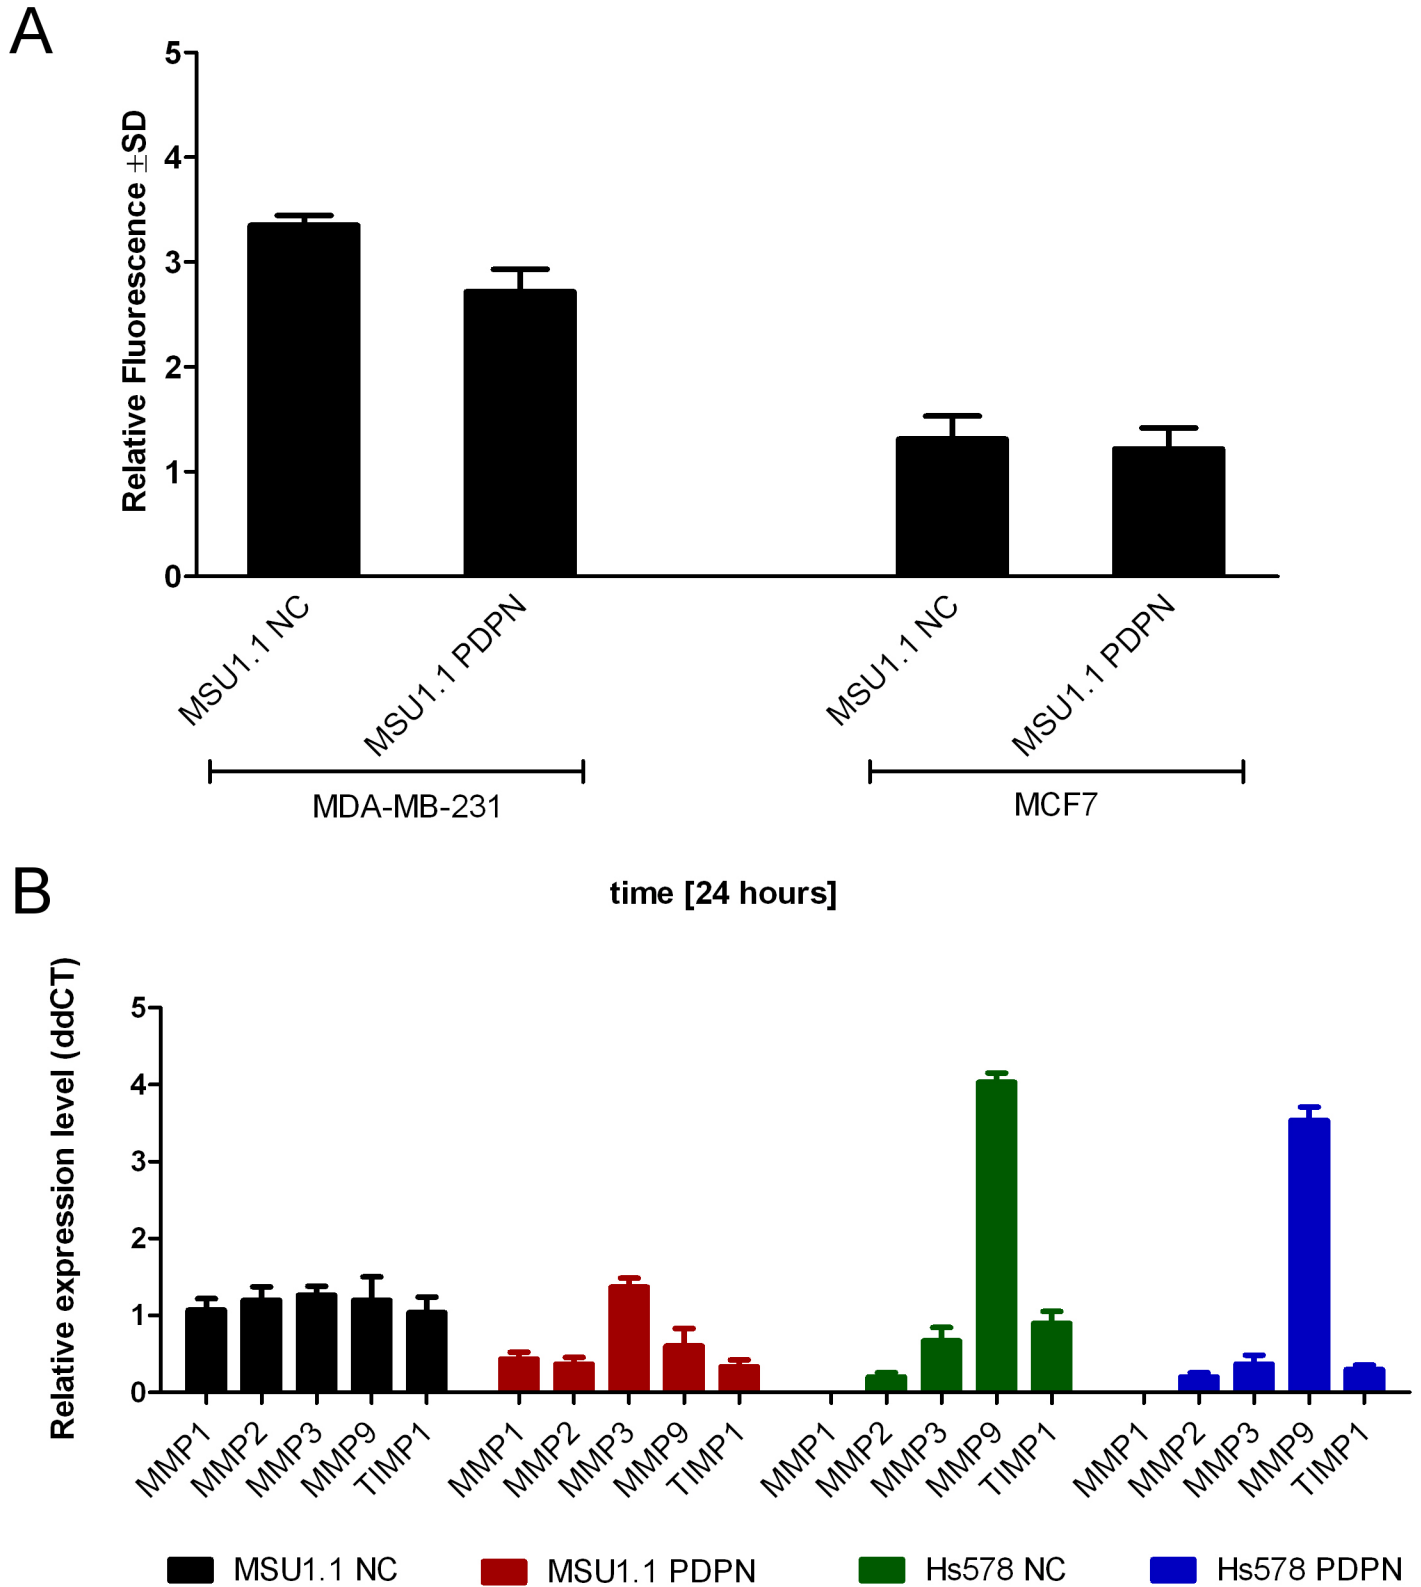 A
Relative Fluorescence ±SD
5
4
3
2
1
0
MSU1.1 NC
MSU1.1 PDPN
MSU1.1 NC
MSU1.1 PDPN
MDA-MB-231
MCF7
time [24 hours]
B
Relative expression level (ddCT)
5
4
3
2
1
0
MMP1
MMP2
MMP3
MMP9
TIMP1
MMP1
MMP2
MMP3
MMP9
TIMP1
MMP1
MMP2
MMP3
MMP9
TIMP1
MMP1
MMP2
MMP3
MMP9
TIMP1
MSU1.1 NC
MSU1.1 PDPN
Hs578 NC
Hs578 PDPN